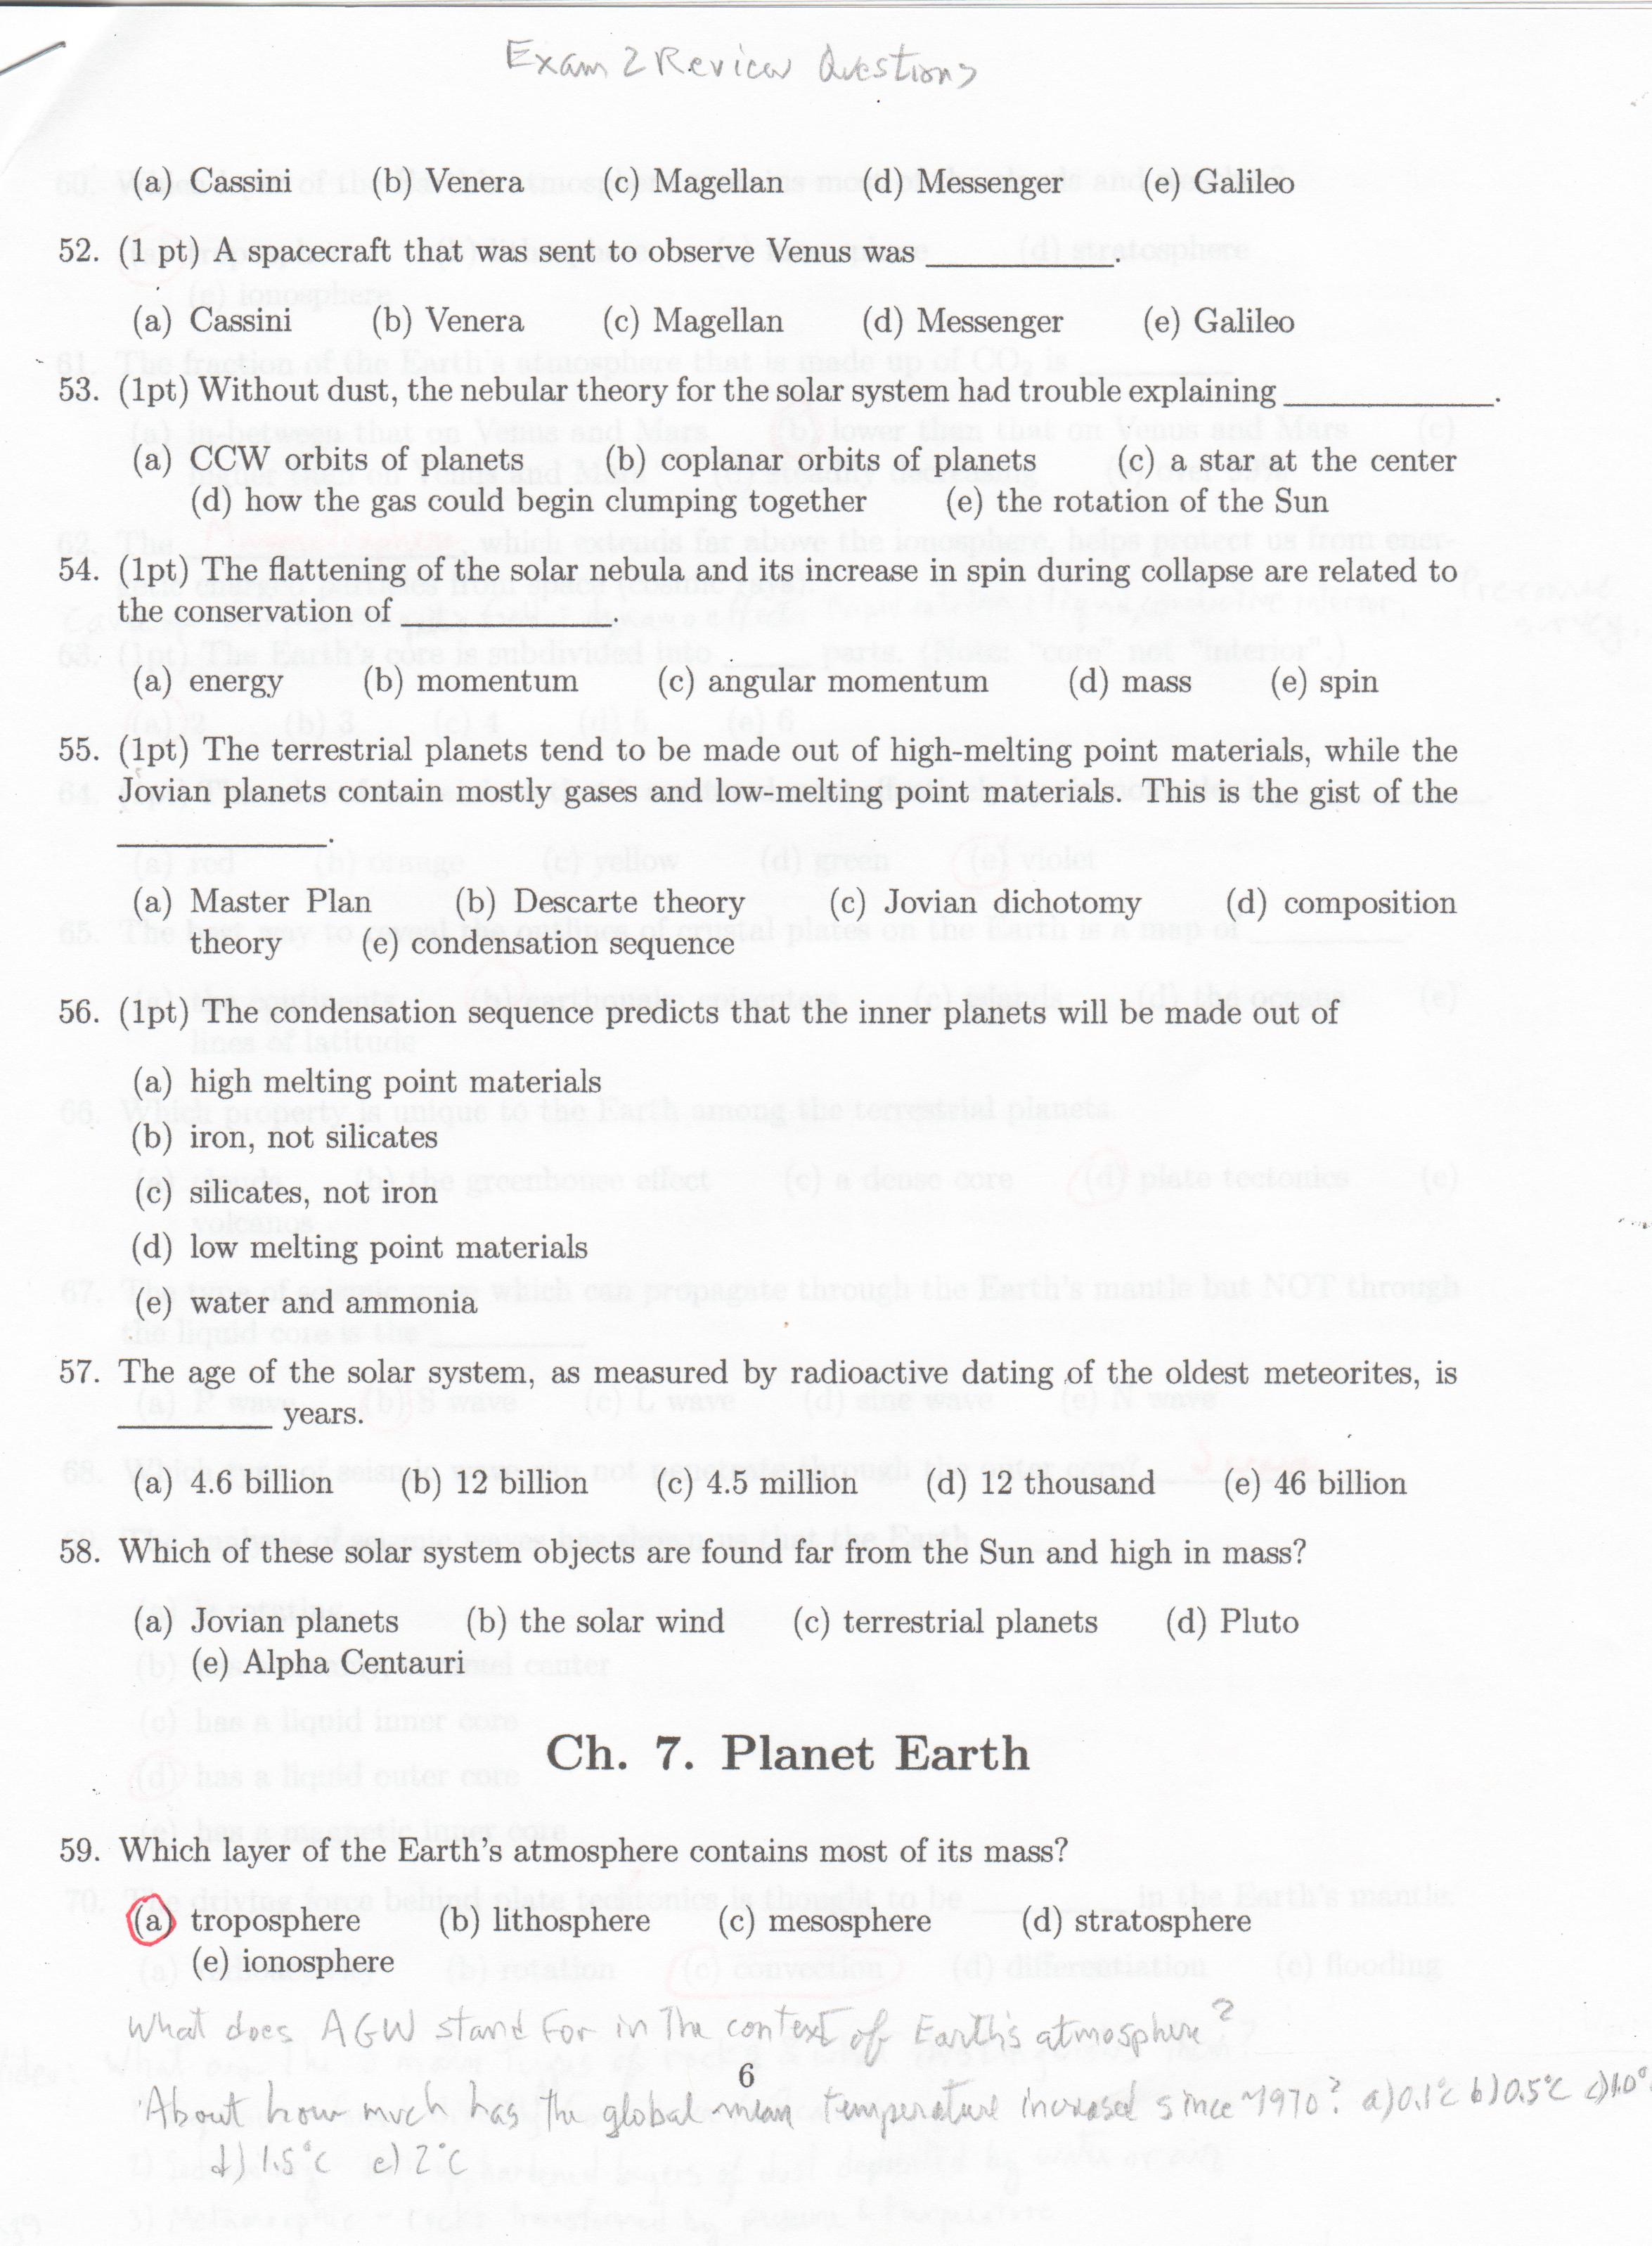 Exam 2 Review Questions
(a) Cassini (b) Venera (c) Magellan (d) Messenger (e) Galileo
52. (1 pt) A spacecraft that was sent to observe Venus was __________.
(a) Cassini (b) Venera (c) Magellan (d) Messenger (e) Galileo
53. (1pt) Without dust, the nebular theory for the solar system had trouble explaining __________.
(a) CCW orbits of planets (b) coplanar orbits of planets (c) a star at the center
(d) how the gas could begin clumping together (e) the rotation of the Sun
54. (1pt) The flattening of the solar nebula and its increase in spin during collapse are related to
the conservation of __________.
(a) energy (b) momentum (c) angular momentum (d) mass (e) spin
55. (1pt) The terrestrial planets tend to be made out of high-melting point materials, while the
Jovian planets contain mostly gases and low-melting point materials. This is the gist of the
__________.
(a) Master Plan (b) Descarte theory (c) Jovian dichotomy (d) composition
theory (e) condensation sequence
56. (1pt) The condensation sequence predicts that the inner planets will be made out of
(a) high melting point materials
(b) iron, not silicates
(c) silicates, not iron
(d) low melting point materials
(e) water and ammonia
57. The age of the solar system, as measured by radioactive dating of the oldest meteorites, is
__________ years.
(a) 4.6 billion (b) 12 billion (c) 4.5 million (d) 12 thousand (e) 46 billion
58. Which of these solar system objects are found far from the Sun and high in mass?
(a) Jovian planets (b) the solar wind (c) terrestrial planets (d) Pluto
(e) Alpha Centauri
Ch. 7. Planet Earth
59. Which layer of the Earth's atmosphere contains most of its mass?
(a) troposphere (b) lithosphere (c) mesosphere (d) stratosphere
(e) ionosphere
What does AGW stand for in the context of Earth's atmosphere?
6
About how much has the global mean temperature increased since ~1970? a) 0.1°C b) 0.5°C c) 1.0°
d) 1.5°C e) 2°C